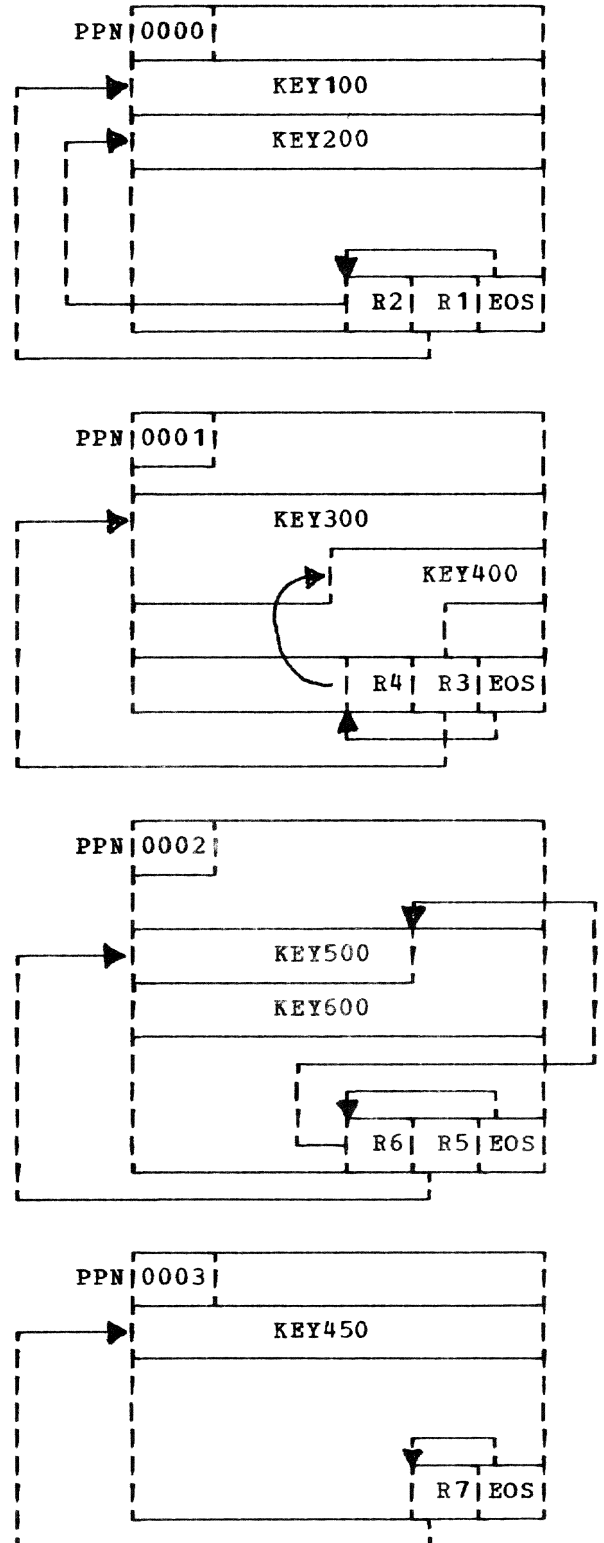 PPN 0000
KEY100
KEY200
R2 R1 EOS
PPN 0001
KEY300
KEY400
R4 R3 EOS
PPN 0002
KEY500
KEY600
R6 R5 EOS
PPN 0003
KEY450
R7 EOS